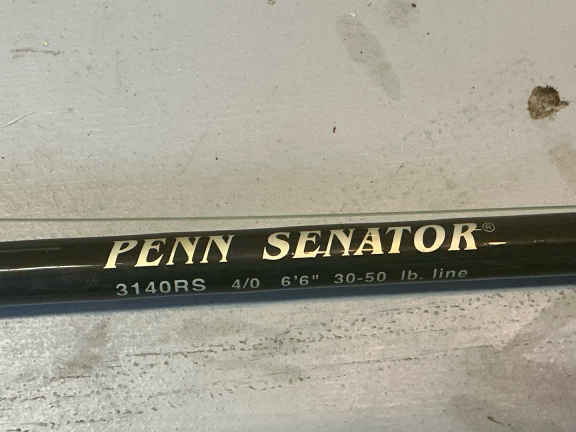 PENN SENATOR®
3140RS 4/0 6'6" 30-50 lb. line